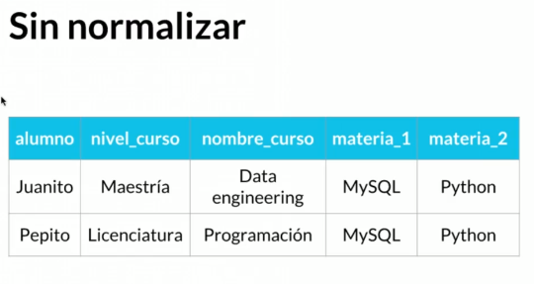 Sin normalizar
alumno nivel_curso nombre_curso materia_1 materia_2
Juanito Maestría Data engineering MySQL Python
Pepito Licenciatura Programación MySQL Python